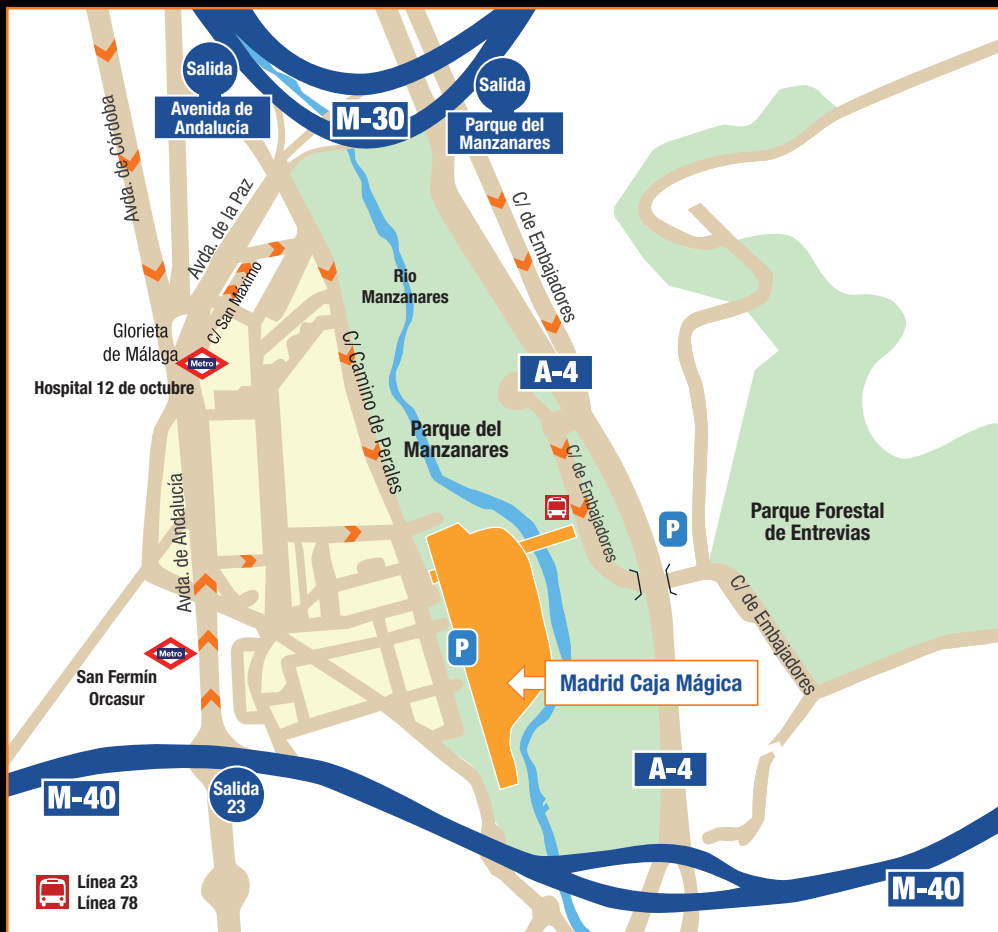 Salida
Avenida de
Andalucía
M-30
Salida
Parque del
Manzanares
Avda. de Córdoba
Avda. de la Paz
C/ San Máximo
C/ de Embajadores
Rio
Manzanares
Glorieta
de Málaga
Metro
Hospital 12 de octubre
C/ Camino de Perales
A-4
Parque del
Manzanares
C/ de Embajadores
P
Parque Forestal
de Entrevias
Avda. de Andalucía
C/ de Embajadores
Metro
San Fermín
Orcasur
P
Madrid Caja Mágica
A-4
M-40
Salida
23
M-40
Línea 23
Línea 78